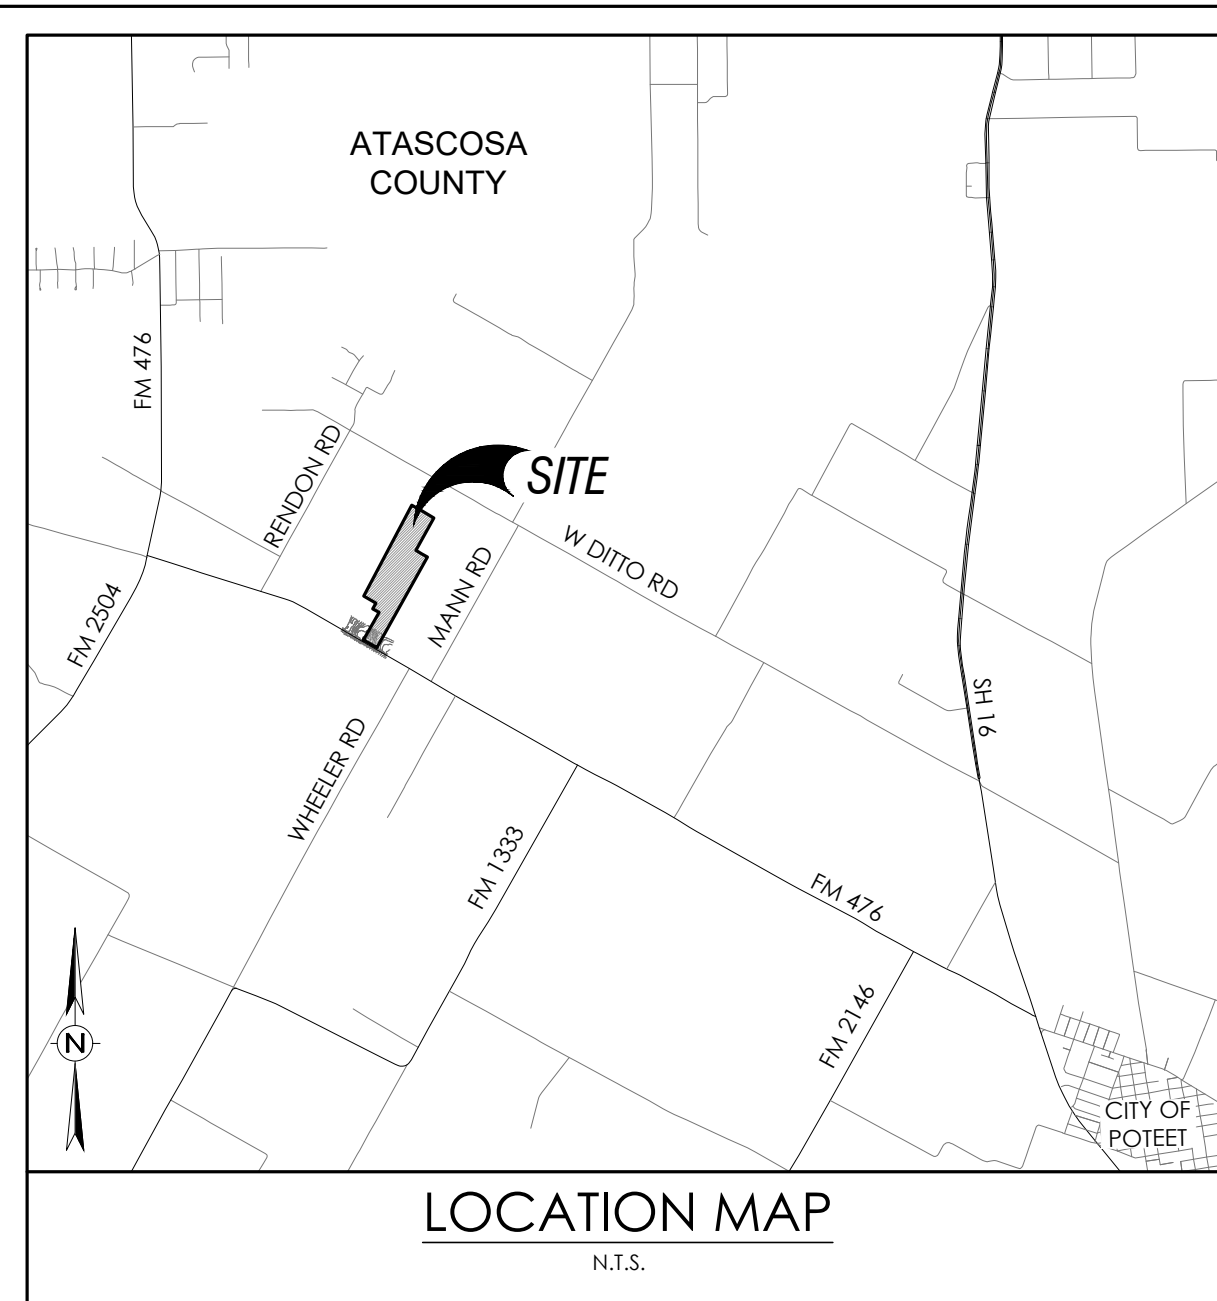 ATASCOSA
COUNTY
FM 476
RENDON RD
SITE
W DITTO RD
MANN RD
FM 2504
SH 16
WHEELER RD
FM 1333
FM 476
FM 2146
N
CITY OF
POTEET
LOCATION MAP
N.T.S.